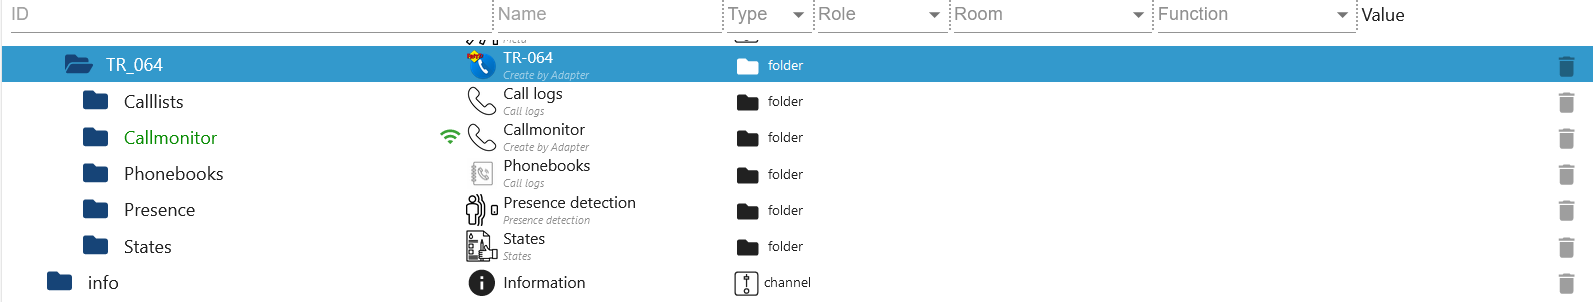 ID Name Type Role Room Function Value
Meta
TR_064 TR-064 folder
Create by Adapter
Calllists Call logs folder
Call logs
Callmonitor Callmonitor folder
Create by Adapter
Phonebooks Phonebooks folder
Call logs
Presence Presence detection folder
Presence detection
States States folder
States
info Information channel